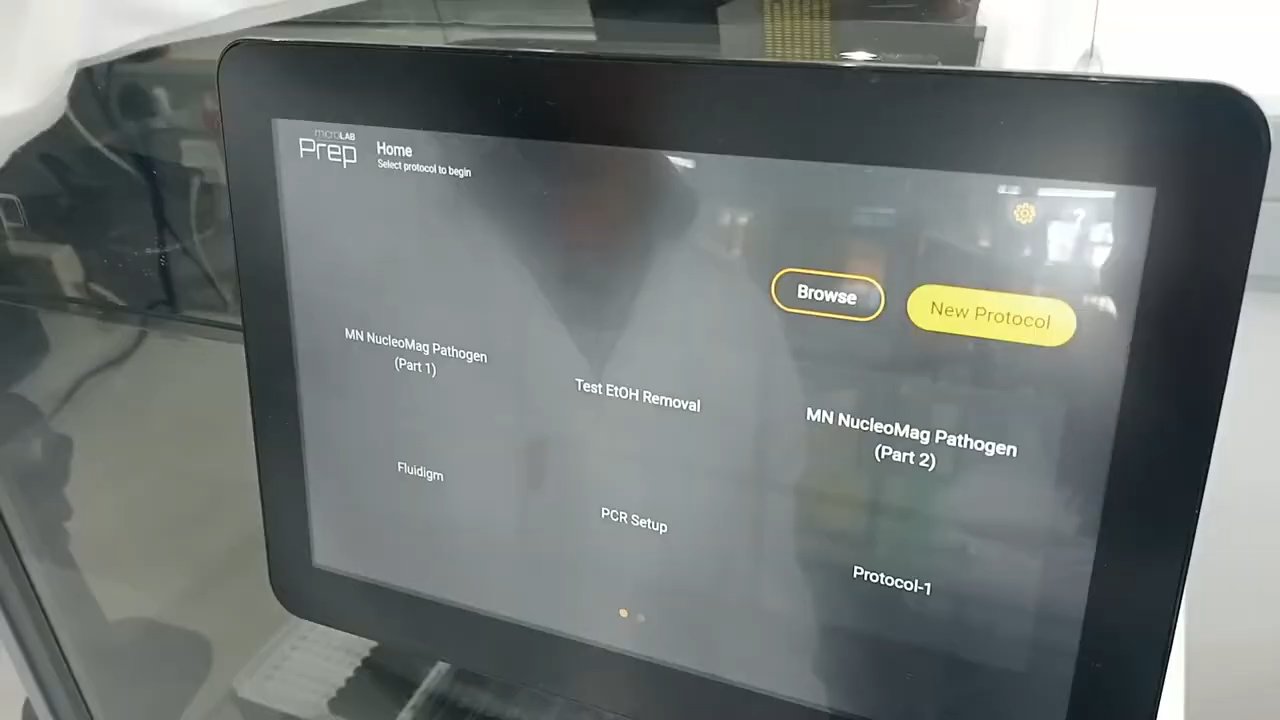 microLAB
Prep
Home
Select protocol to begin
?
Browse
New Protocol
MN NucleoMag Pathogen
(Part 1)
Test EtOH Removal
MN NucleoMag Pathogen
(Part 2)
Fluidigm
PCR Setup
Protocol-1